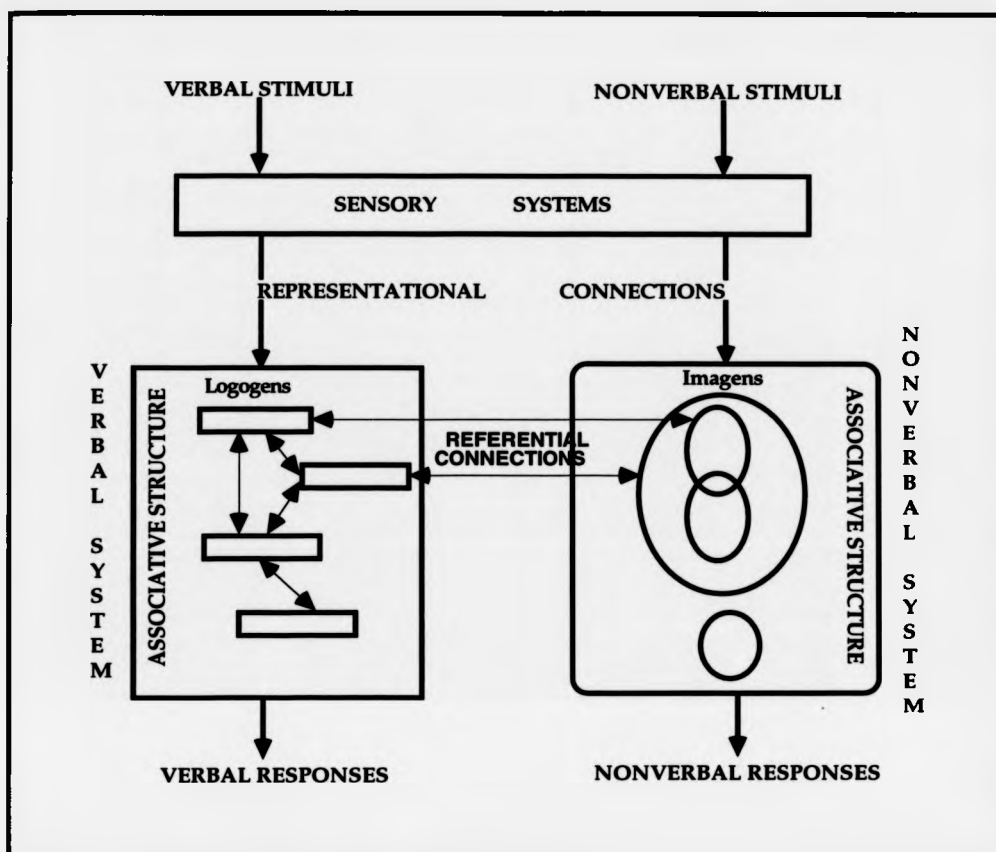 VERBAL STIMULI
NONVERBAL STIMULI
SENSORY SYSTEMS
REPRESENTATIONAL CONNECTIONS
VERBAL SYSTEM
ASSOCIATIVE STRUCTURE
Logogens
REFERENTIAL
CONNECTIONS
Imagens
ASSOCIATIVE STRUCTURE
NONVERBAL SYSTEM
VERBAL RESPONSES
NONVERBAL RESPONSES